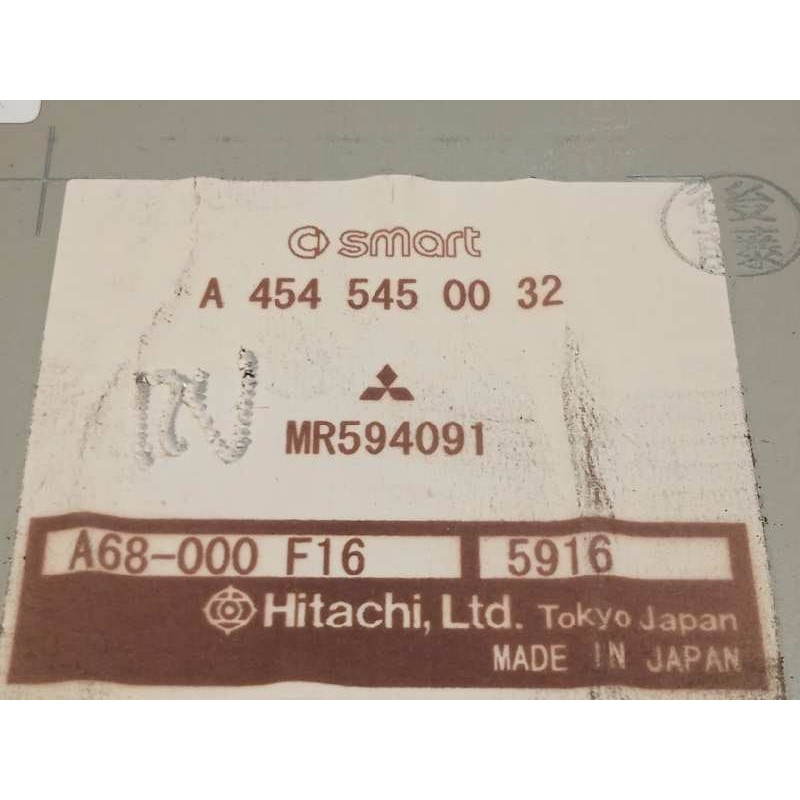 smart
A 454 545 00 32
MR594091
A68-000 F16 5916
Hitachi, Ltd. Tokyo Japan
MADE IN JAPAN